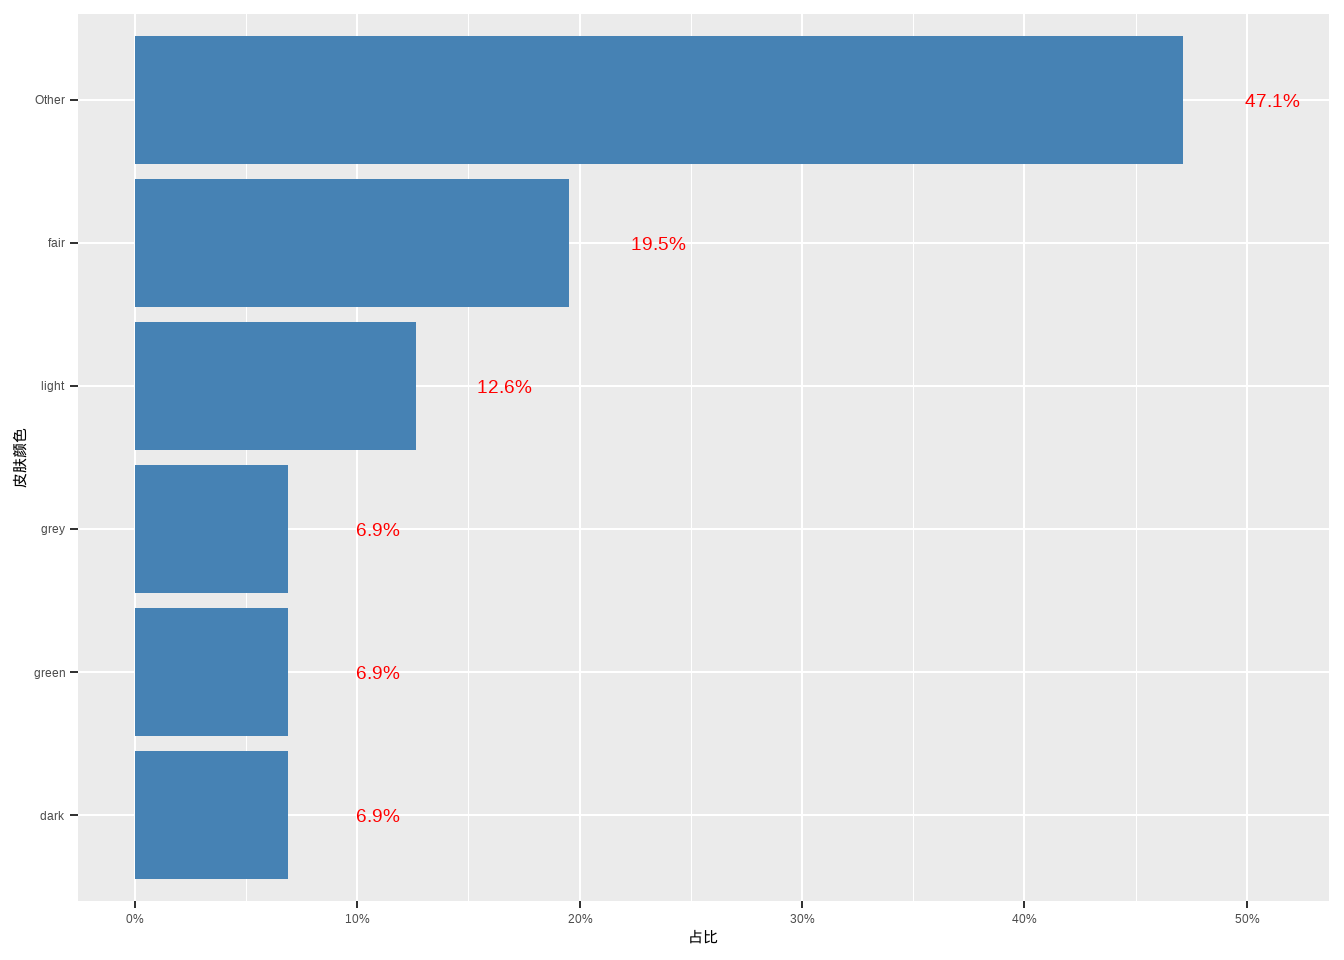 Other
47.1%
fair
19.5%
light
12.6%
grey
6.9%
green
6.9%
dark
6.9%
皮肤颜色
0%
10%
20%
30%
40%
50%
占比